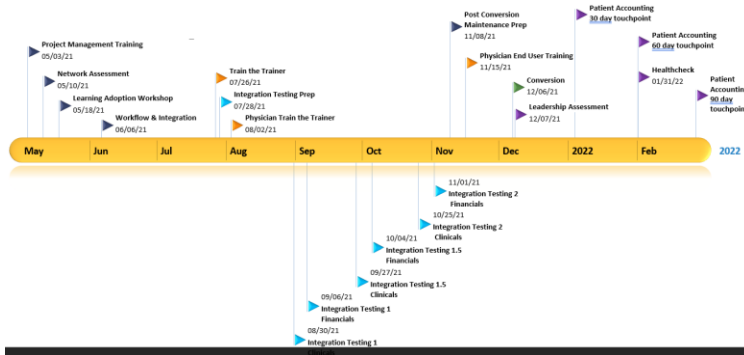 Project Management Training
05/03/21
Network Assessment
05/10/21
Learning Adoption Workshop
05/18/21
Workflow & Integration
06/06/21
Train the Trainer
07/26/21
Integration Testing Prep
07/28/21
Physician Train the Trainer
08/02/21
Post Conversion
Maintenance Prep
11/08/21
Physician End User Training
11/15/21
Conversion
12/06/21
Leadership Assessment
12/07/21
Patient Accounting
30 day touchpoint
Patient Accounting
60 day touchpoint
Healthcheck
01/31/22
Patient
Accountin
90 day
touchpoint
May Jun Jul Aug Sep Oct Nov Dec 2022 Feb 2022
11/01/21
Integration Testing 2
Financials
10/25/21
Integration Testing 2
Clinicals
10/04/21
Integration Testing 1.5
Financials
09/27/21
Integration Testing 1.5
Clinicals
09/06/21
Integration Testing 1
Financials
08/30/21
Integration Testing 1
Clinicals